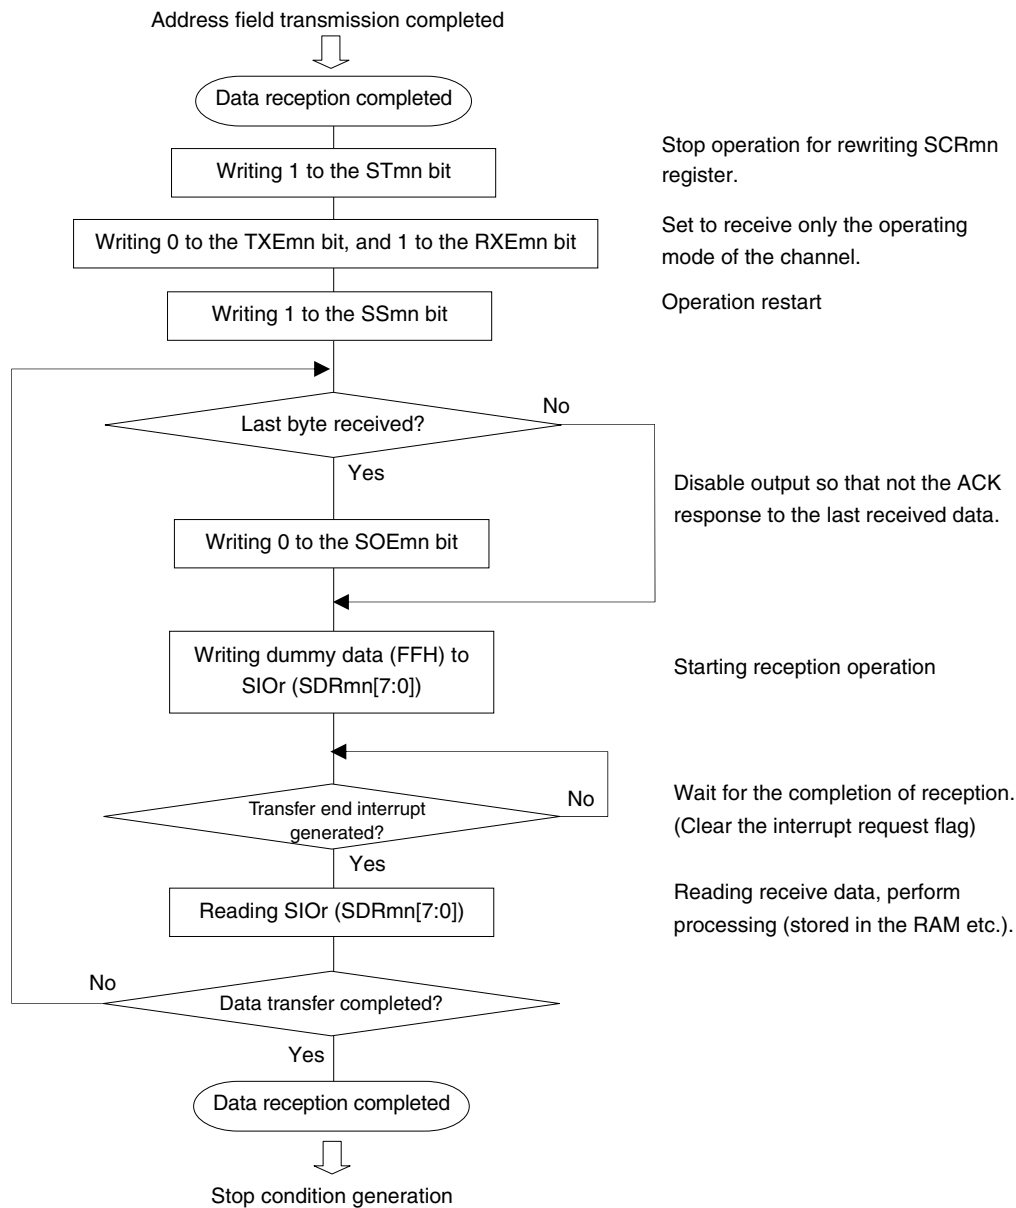 Address field transmission completed
Data reception completed
Writing 1 to the STmn bit
Stop operation for rewriting SCRmn
register.
Writing 0 to the TXEmn bit, and 1 to the RXEmn bit
Set to receive only the operating
mode of the channel.
Writing 1 to the SSmn bit
Operation restart
Last byte received?
No
Yes
Disable output so that not the ACK
response to the last received data.
Writing 0 to the SOEmn bit
Writing dummy data (FFH) to
SIOr (SDRmn[7:0])
Starting reception operation
Transfer end interrupt
generated?
No
Wait for the completion of reception.
(Clear the interrupt request flag)
Yes
Reading SIOr (SDRmn[7:0])
Reading receive data, perform
processing (stored in the RAM etc.).
No
Data transfer completed?
Yes
Data reception completed
Stop condition generation